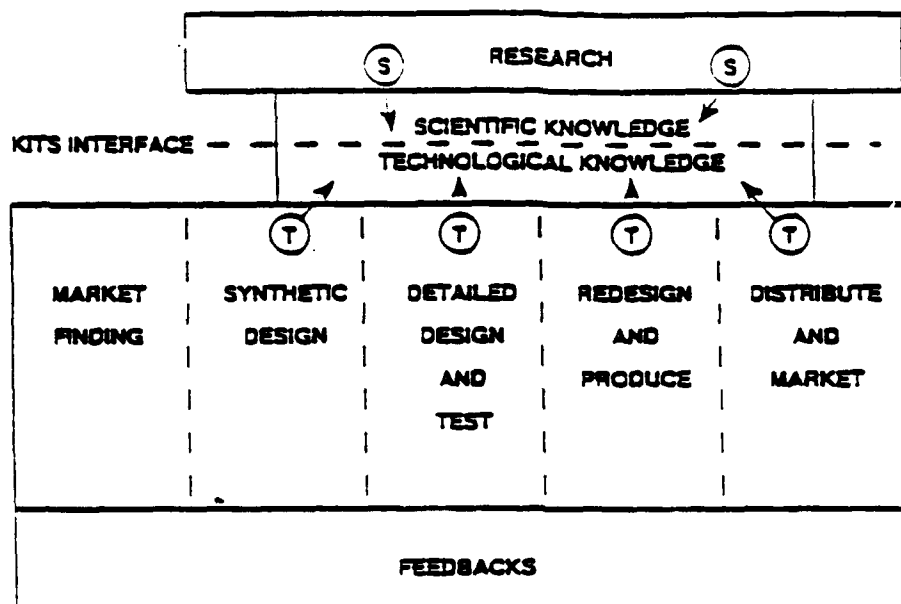 RESEARCH
S
S
SCIENTIFIC KNOWLEDGE
KITS INTERFACE
TECHNOLOGICAL KNOWLEDGE
T
T
T
T
MARKET
FINDING
SYNTHETIC
DESIGN
DETAILED
DESIGN
AND
TEST
REDESIGN
AND
PRODUCE
DISTRIBUTE
AND
MARKET
FEEDBACKS